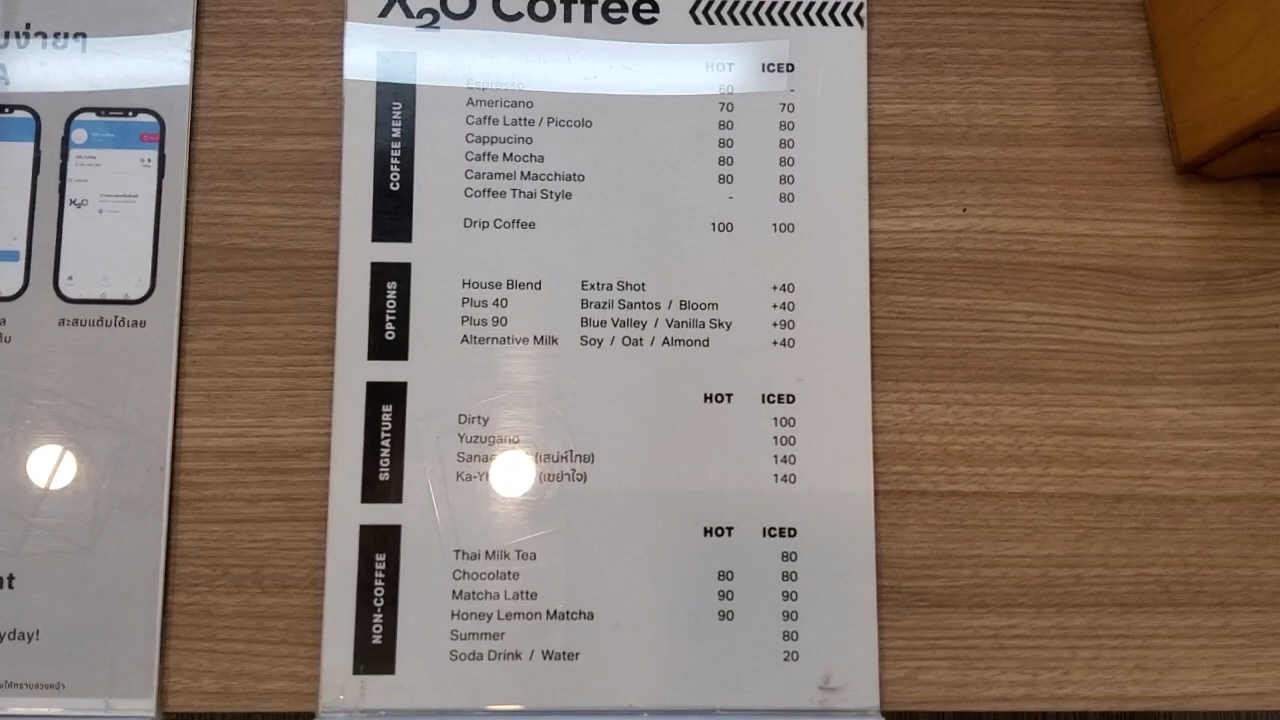 X2O Coffee
HOT ICED
Espresso 60 -
Americano 70 70
Caffe Latte / Piccolo 80 80
Cappucino 80 80
Caffe Mocha 80 80
Caramel Macchiato 80 80
Coffee Thai Style - 80
Drip Coffee 100 100
COFFEE MENU
House Blend Extra Shot +40
Plus 40 Brazil Santos / Bloom +40
Plus 90 Blue Valley / Vanilla Sky +90
Alternative Milk Soy / Oat / Almond +40
OPTIONS
HOT ICED
Dirty 100
Yuzugano 100
(เสน่ห์ไทย) 140
(เขย่าใจ) 140
SIGNATURE
HOT ICED
Thai Milk Tea 80
Chocolate 80 80
Matcha Latte 90 90
Honey Lemon Matcha 90 90
Summer 80
Soda Drink / Water 20
NON-COFFEE
สะสมแต้มได้เลย